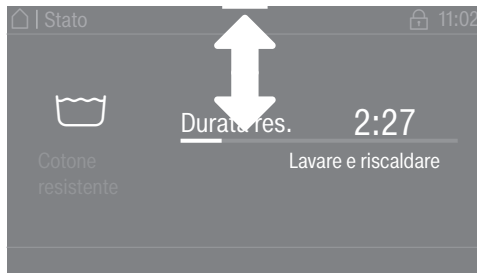 | Stato
11:02
Durata res.
2:27
Lavare e riscaldare
Cotone
resistente